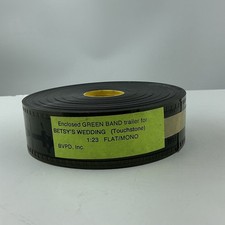 Enclosed GREEN BAND trailer for
BETSY'S WEDDING (Touchstone)
1:23 FLAT/MONO
BVPD, Inc.